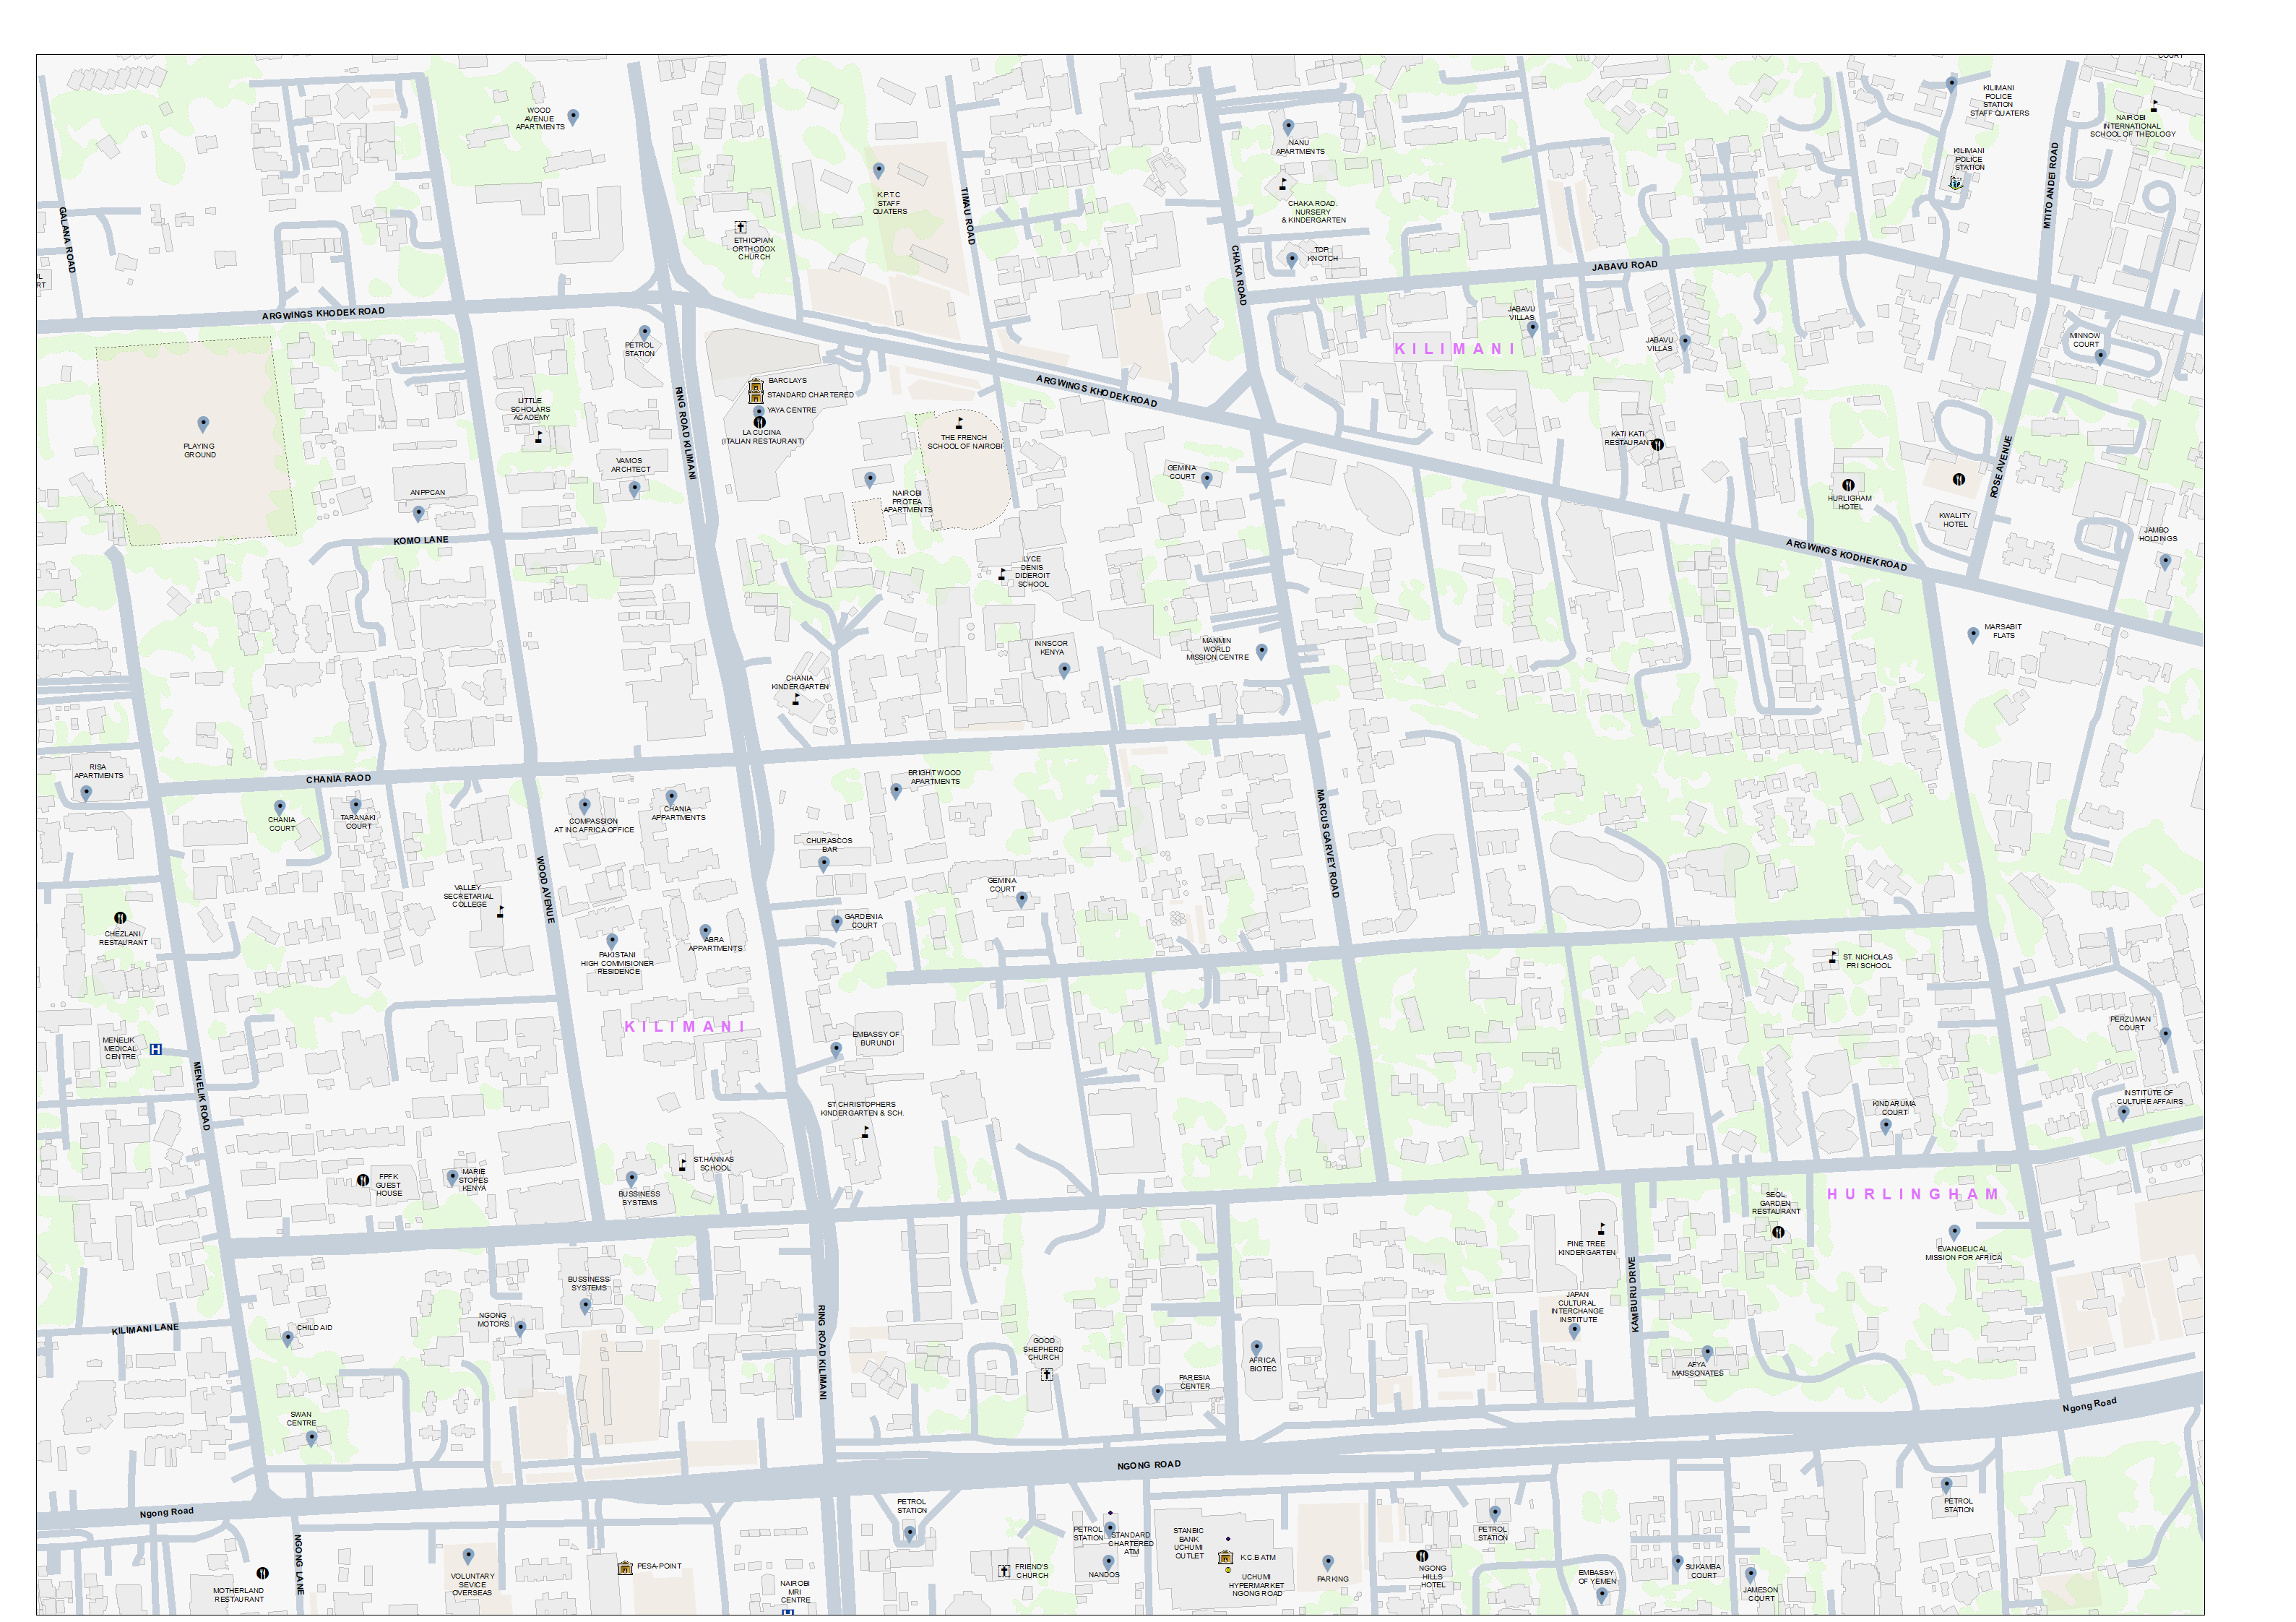 COURT
WOOD
AVENUE
APARTMENTS
KILIMANI
POLICE
STATION
STAFF QUATERS
NAIROBI
INTERNATIONAL
SCHOOL OF THEOLOGY
NANU
APARTMENTS
KILIMANI
POLICE
STATION
MTITO ANDEI ROAD
K.P.T.C
STAFF
QUATERS
TIMAU ROAD
CHAKA ROAD.
NURSERY
& KINDERGARTEN
GALANA ROAD
ETHIOPIAN
ORTHODOX
CHURCH
TOP
KNOTCH
CHAKA ROAD
JABAVU ROAD
RT
ARGWINGS KHODEK ROAD
JABAVU
VILLAS
PETROL
STATION
KILIMANI
JABAVU
VILLAS
MINNOW
COURT
BARCLAYS
STANDARD CHARTERED
YAYA CENTRE
LA CUCINA
(ITALIAN RESTAURANT)
ARGWINGS KHODEK ROAD
RING ROAD KILIMANI
LITTLE
SCHOLARS
ACADEMY
PLAYING
GROUND
THE FRENCH
SCHOOL OF NAIROBI
KATI KATI
RESTAURANT
VAMOS
ARCHTECT
GEMINA
COURT
ROSE AVENUE
ANPPCAN
NAIROBI
PROTEA
APARTMENTS
HURLIGHAM
HOTEL
KWALITY
HOTEL
JAMBO
HOLDINGS
KOMO LANE
ARGWINGS KODHEK ROAD
LYCE
DENIS
DIDEROIT
SCHOOL
MARSABIT
FLATS
INNSCOR
KENYA
MANMIN
WORLD
MISSION CENTRE
CHANIA
KINDERGARTEN
RISA
APARTMENTS
CHANIA RAOD
BRIGHT WOOD
APARTMENTS
CHANIA
COURT
TARANAKI
COURT
COMPASSION
AT INC AFRICA OFFICE
CHANIA
APPARTMENTS
MARCUS GARVEY ROAD
CHURASCOS
BAR
WOOD AVENUE
VALLEY
SECRETARIAL
COLLEGE
GEMINA
COURT
GARDENIA
COURT
CHEZLANI
RESTAURANT
ABRA
APPARTMENTS
PAKISTANI
HIGH COMMISIONER
RESIDENCE
ST. NICHOLAS
PRI SCHOOL
KILIMANI
PERZUMAN
COURT
MENELIK
MEDICAL
CENTRE
EMBASSY OF
BURUNDI
MENELIK ROAD
INSTITUTE OF
CULTURE AFFAIRS
ST CHRISTOPHERS
KINDERGARTEN & SCH.
KINDARUMA
COURT
ST.HANNAS
SCHOOL
FPFK
GUEST
HOUSE
MARIE
STOPES
KENYA
BUSSINESS
SYSTEMS
HURLINGHAM
SEOL
GARDEN
RESTAURANT
PINE TREE
KINDERGARTEN
EVANGELICAL
MISSION FOR AFRICA
BUSSINESS
SYSTEMS
KAMBURU DRIVE
JAPAN
CULTURAL
INTERCHANGE
INSTITUTE
NGONG
MOTORS
KILIMANI LANE
CHILD AID
RING ROAD KILIMANI
GOOD
SHEPHERD
CHURCH
AFRICA
BIOTEC
AFYA
MAISSONATES
PARESIA
CENTER
Ngong Road
SWAN
CENTRE
NGONG ROAD
Ngong Road
PETROL
STATION
PETROL
STATION
STANDARD
CHARTERED
ATM
STANBIC
BANK
UCHUMI
OUTLET
PETROL
STATION
PETROL
STATION
NGONG LANE
PESA-POINT
K.C.B ATM
FRIEND'S
CHURCH
NANDOS
UCHUMI
HYPERMARKET
NGONG ROAD
PARKING
NGONG
HILLS
HOTEL
EMBASSY
OF YEMEN
SUKAMBA
COURT
JAMESON
COURT
MOTHERLAND
RESTAURANT
VOLUNTARY
SEVICE
OVERSEAS
NAIROBI
MRI
CENTRE